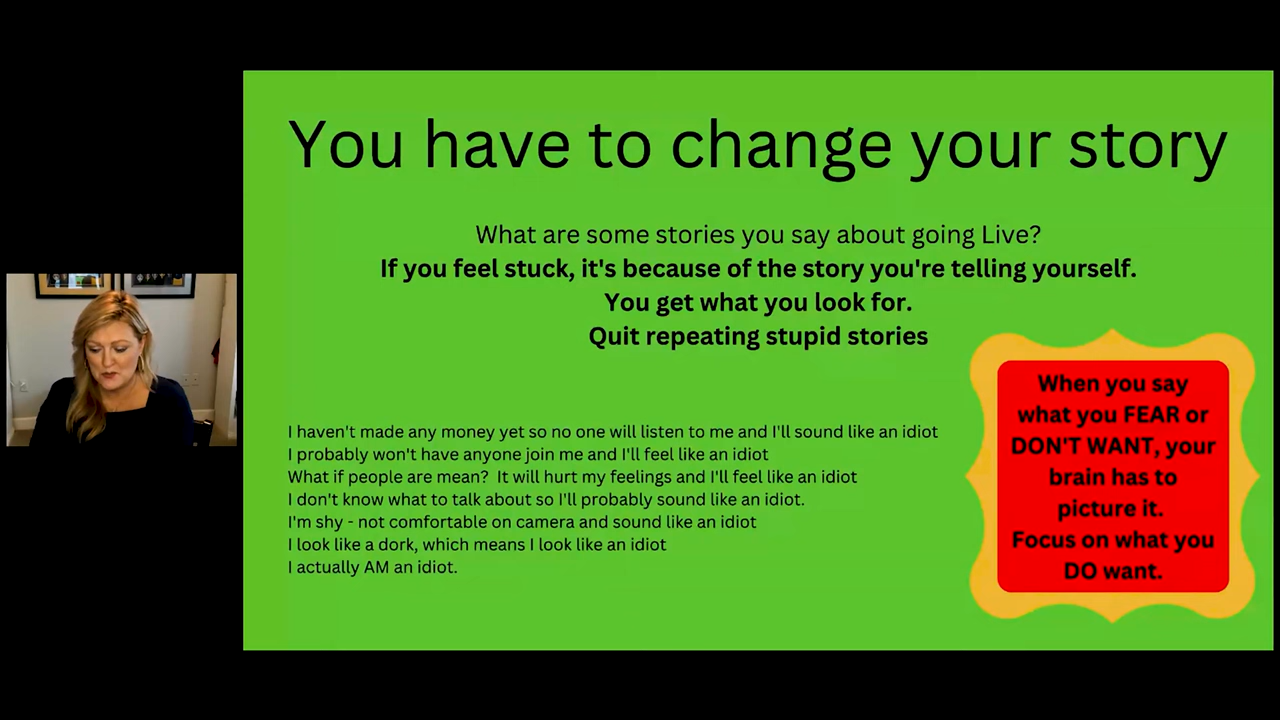 You have to change your story
What are some stories you say about going Live?
If you feel stuck, it's because of the story you're telling yourself.
You get what you look for.
Quit repeating stupid stories
I haven't made any money yet so no one will listen to me and I'll sound like an idiot
I probably won't have anyone join me and I'll feel like an idiot
What if people are mean?  It will hurt my feelings and I'll feel like an idiot
I don't know what to talk about so I'll probably sound like an idiot.
I'm shy - not comfortable on camera and sound like an idiot
I look like a dork, which means I look like an idiot
I actually AM an idiot.
When you say
what you FEAR or
DON'T WANT, your
brain has to
picture it.
Focus on what you
DO want.